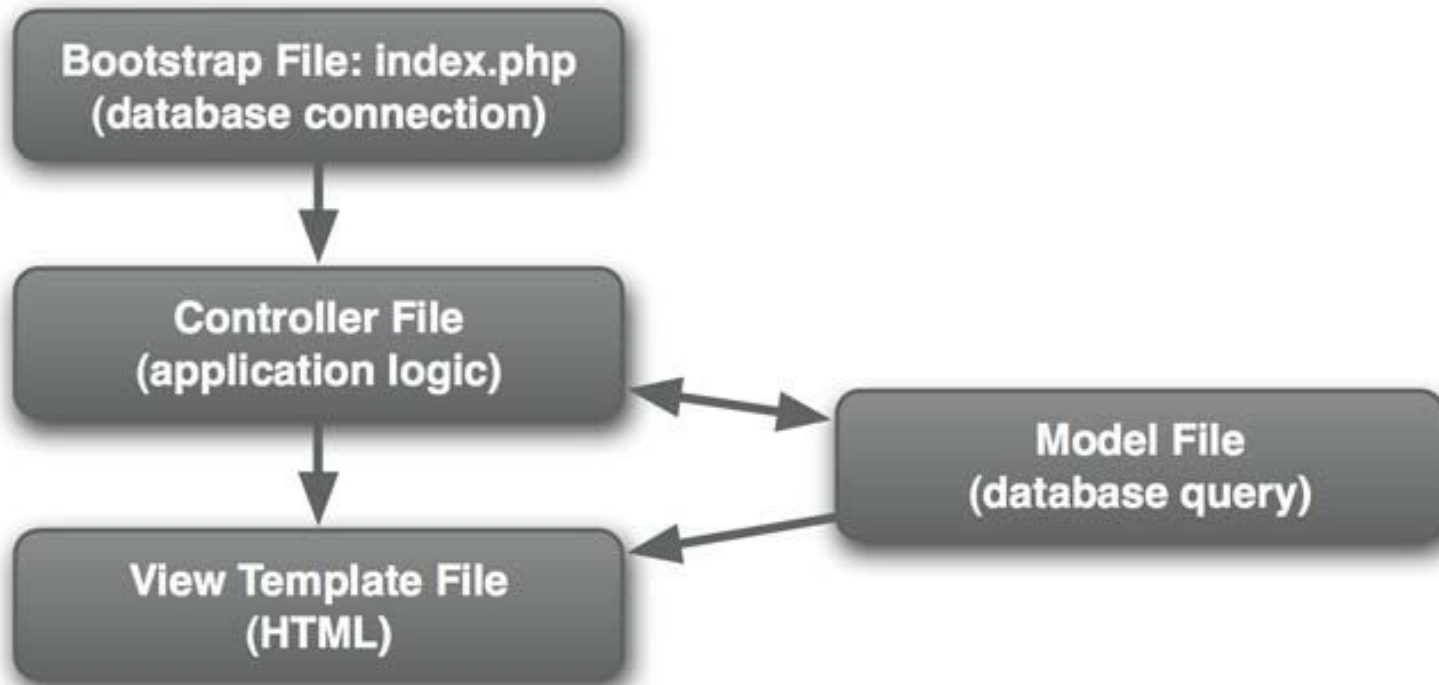 Bootstrap File: index.php
(database connection)
Controller File
(application logic)
Model File
(database query)
View Template File
(HTML)